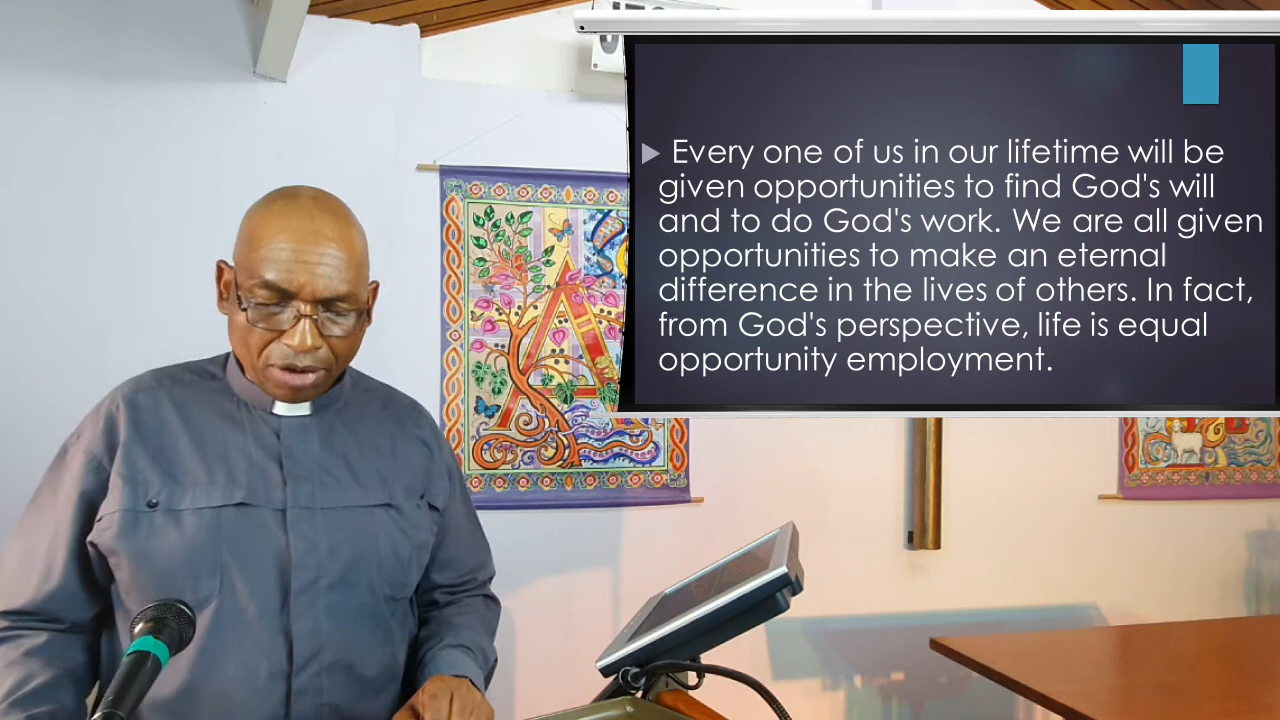 Every one of us in our lifetime will be
given opportunities to find God's will
and to do God's work. We are all given
opportunities to make an eternal
difference in the lives of others. In fact,
from God's perspective, life is equal
opportunity employment.